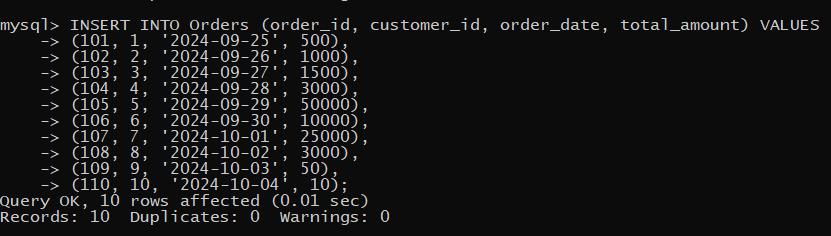 mysql> INSERT INTO Orders (order_id, customer_id, order_date, total_amount) VALUES
    -> (101, 1, '2024-09-25', 500),
    -> (102, 2, '2024-09-26', 1000),
    -> (103, 3, '2024-09-27', 1500),
    -> (104, 4, '2024-09-28', 3000),
    -> (105, 5, '2024-09-29', 50000),
    -> (106, 6, '2024-09-30', 10000),
    -> (107, 7, '2024-10-01', 25000),
    -> (108, 8, '2024-10-02', 3000),
    -> (109, 9, '2024-10-03', 50),
    -> (110, 10, '2024-10-04', 10);
Query OK, 10 rows affected (0.01 sec)
Records: 10  Duplicates: 0  Warnings: 0